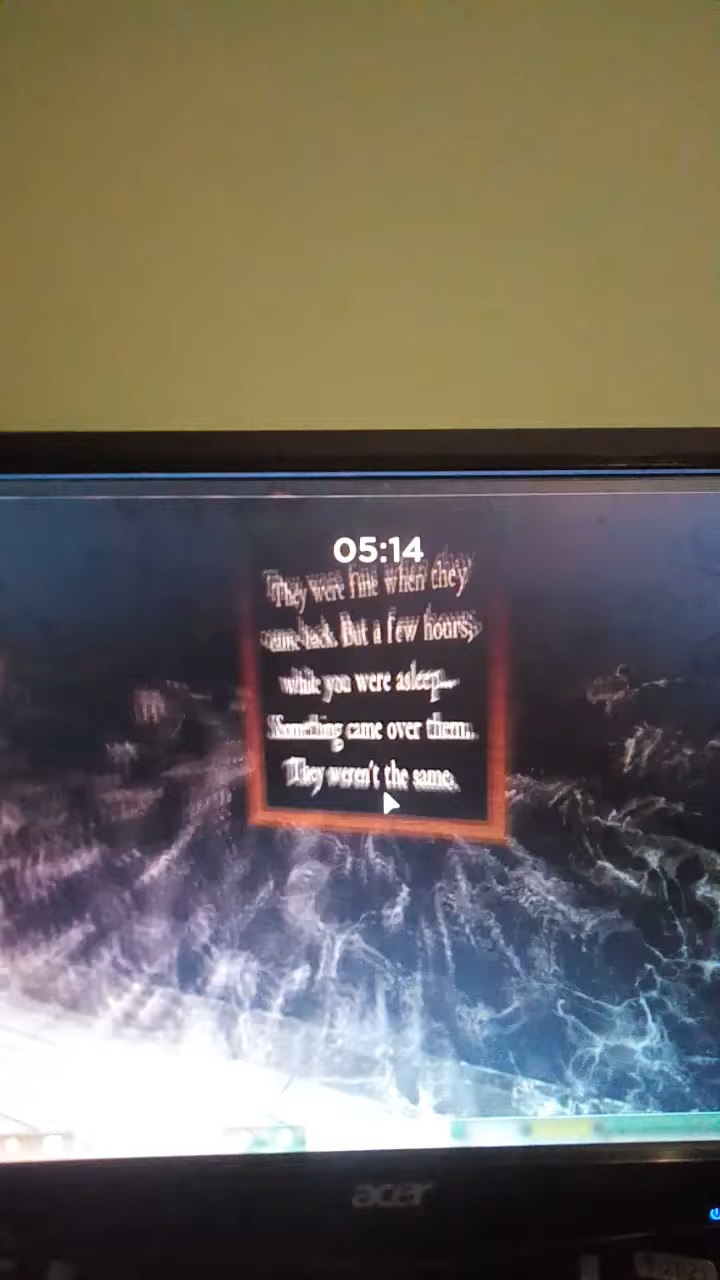 05:14
They were fine when they
came back. But a few hours,
while you were asleep...
Something came over them.
They weren't the same.
acer